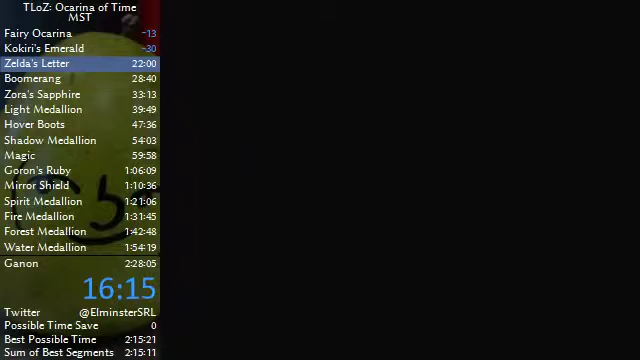 TLoZ: Ocarina of Time
MST
Fairy Ocarina -13
Kokiri's Emerald -30
Zelda's Letter 22:00
Boomerang 28:40
Zora's Sapphire 33:13
Light Medallion 39:49
Hover Boots 47:36
Shadow Medallion 54:03
Magic 59:58
Goron's Ruby 1:06:09
Mirror Shield 1:10:36
Spirit Medallion 1:21:06
Fire Medallion 1:31:45
Forest Medallion 1:42:48
Water Medallion 1:54:19
Ganon 2:28:05
16:15
Twitter @ElminsterSRL
Possible Time Save 0
Best Possible Time 2:15:21
Sum of Best Segments 2:15:11